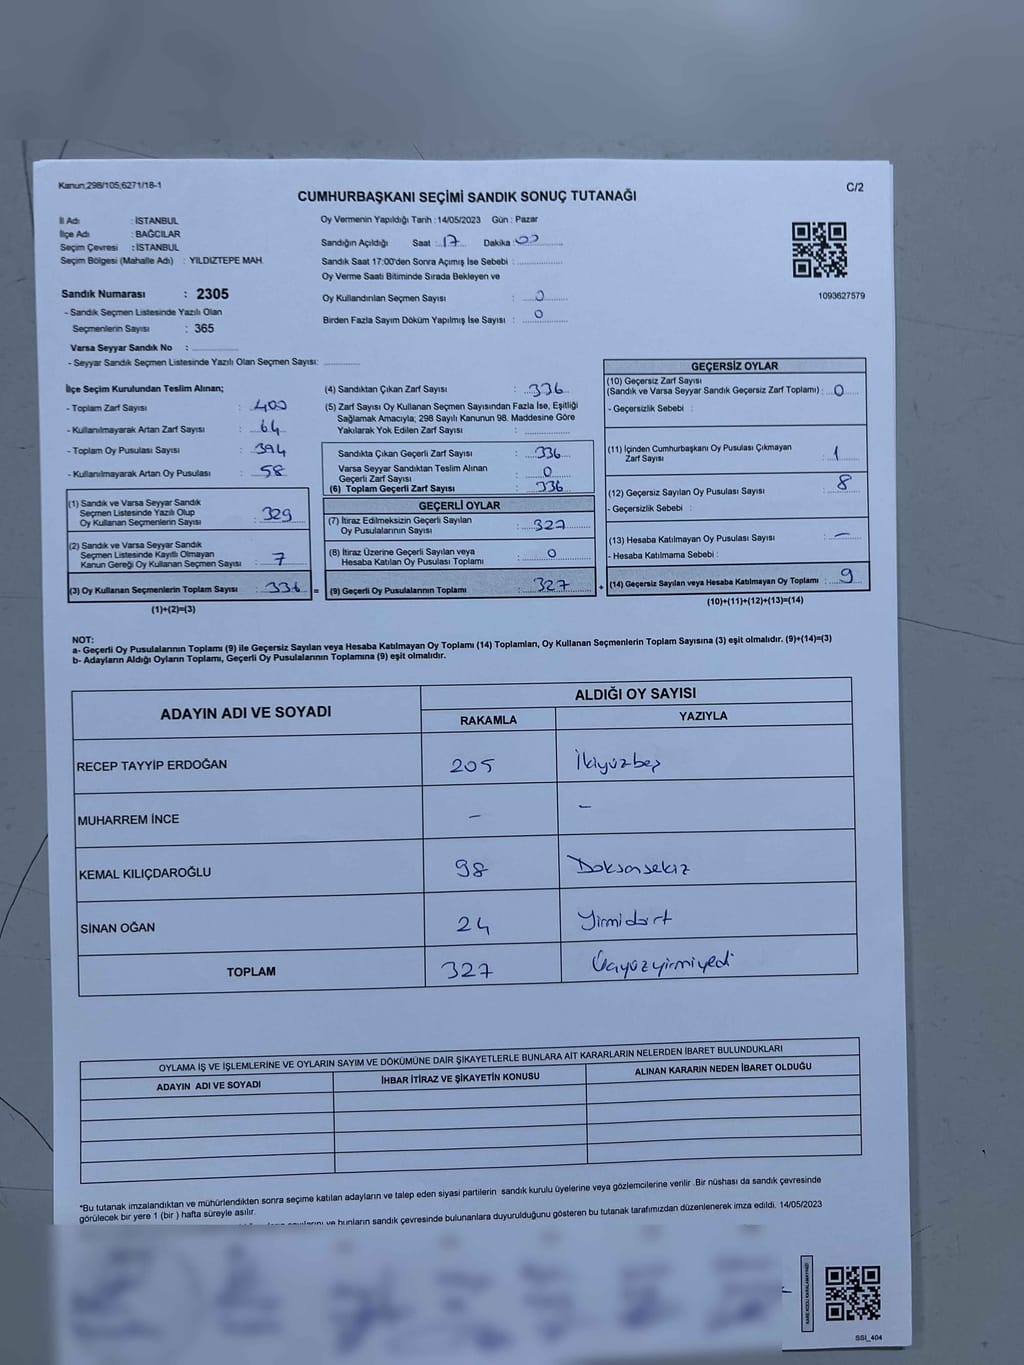 Kanun;298/105;6271/18-1
CUMHURBAŞKANI SEÇİMİ SANDIK SONUÇ TUTANAĞI
C/2
İl Adı : İSTANBUL
İlçe Adı : BAĞCILAR
Seçim Çevresi : İSTANBUL
Seçim Bölgesi (Mahalle Adı) : YILDIZTEPE MAH.
Sandık Numarası : 2305
- Sandık Seçmen Listesinde Yazılı Olan
Seçmenlerin Sayısı : 365
Varsa Seyyar Sandık No : ..............
- Seyyar Sandık Seçmen Listesinde Yazılı Olan Seçmen Sayısı: ............
Oy Vermenin Yapıldığı Tarih : 14/05/2023 Gün : Pazar
Sandığın Açıldığı Saat : 17 Dakika : 00
Sandık Saat 17:00'den Sonra Açımış İse Sebebi : ..............
Oy Verme Saati Bitiminde Sırada Bekleyen ve
Oy Kullandırılan Seçmen Sayısı : 0
Birden Fazla Sayım Döküm Yapılmış İse Sayısı : 0
1093627579
İlçe Seçim Kurulundan Teslim Alınan;
- Toplam Zarf Sayısı : 400
- Kullanılmayarak Artan Zarf Sayısı : 64
- Toplam Oy Pusulası Sayısı : 394
- Kullanılmayarak Artan Oy Pusulası : 58
(1) Sandık ve Varsa Seyyar Sandık
Seçmen Listesinde Yazılı Olup
Oy Kullanan Seçmenlerin Sayısı : 329
(2) Sandık ve Varsa Seyyar Sandık
Seçmen Listesinde Kayıtlı Olmayan
Kanun Gereği Oy Kullanan Seçmen Sayısı : 7
(3) Oy Kullanan Seçmenlerin Toplam Sayısı : 336 =
(1)+(2)=(3)
(4) Sandıktan Çıkan Zarf Sayısı : 336
(5) Zarf Sayısı Oy Kullanan Seçmen Sayısından Fazla İse, Eşitliği
Sağlamak Amacıyla; 298 Sayılı Kanunun 98. Maddesine Göre
Yakılarak Yok Edilen Zarf Sayısı : ..............
Sandıkta Çıkan Geçerli Zarf Sayısı : 336
Varsa Seyyar Sandıktan Teslim Alınan
Geçerli Zarf Sayısı : 0
(6) Toplam Geçerli Zarf Sayısı : 336
GEÇERLİ OYLAR
(7) İtiraz Edilmeksizin Geçerli Sayılan
Oy Pusulalarının Sayısı : 327
(8) İtiraz Üzerine Geçerli Sayılan veya
Hesaba Katılan Oy Pusulası Toplamı : 0
(9) Geçerli Oy Pusulalarının Toplamı : 327 +
GEÇERSİZ OYLAR
(10) Geçersiz Zarf Sayısı
(Sandık ve Varsa Seyyar Sandık Geçersiz Zarf Toplamı) : 0
- Geçersizlik Sebebi :
(11) İçinden Cumhurbaşkanı Oy Pusulası Çıkmayan
Zarf Sayısı : 1
(12) Geçersiz Sayılan Oy Pusulası Sayısı : 8
- Geçersizlik Sebebi :
(13) Hesaba Katılmayan Oy Pusulası Sayısı : —
- Hesaba Katılmama Sebebi :
(14) Geçersiz Sayılan veya Hesaba Katılmayan Oy Toplamı : 9
(10)+(11)+(12)+(13)=(14)
NOT:
a- Geçerli Oy Pusulalarının Toplamı (9) ile Geçersiz Sayılan veya Hesaba Katılmayan Oy Toplamı (14) Toplamları, Oy Kullanan Seçmenlerin Toplam Sayısına (3) eşit olmalıdır. (9)+(14)=(3)
b- Adayların Aldığı Oyların Toplamı, Geçerli Oy Pusulalarının Toplamına (9) eşit olmalıdır.
ADAYIN ADI VE SOYADI ALDIĞI OY SAYISI
RAKAMLA YAZIYLA
RECEP TAYYİP ERDOĞAN 205 İkiyüzbeş
MUHARREM İNCE — —
KEMAL KILIÇDAROĞLU 98 Doksansekiz
SİNAN OĞAN 24 Yirmidört
TOPLAM 327 Üçyüzyirmiyedi
OYLAMA İŞ VE İŞLEMLERİNE VE OYLARIN SAYIM VE DÖKÜMÜNE DAİR ŞİKAYETLERLE BUNLARA AİT KARARLARIN NELERDEN İBARET BULUNDUKLARI
ADAYIN ADI VE SOYADI İHBAR İTİRAZ VE ŞİKAYETİN KONUSU ALINAN KARARIN NEDEN İBARET OLDUĞU
*Bu tutanak imzalandıktan ve mühürlendikten sonra seçime katılan adayların ve talep eden siyasi partilerin sandık kurulu üyelerine veya gözlemcilerine verilir .Bir nüshası da sandık çevresinde
görülecek bir yere 1 (bir ) hafta süreyle asılır.
ve bunların sandık çevresinde bulunanlara duyurulduğunu gösteren bu tutanak tarafımızdan düzenlenerek imza edildi. 14/05/2023
SSI_404